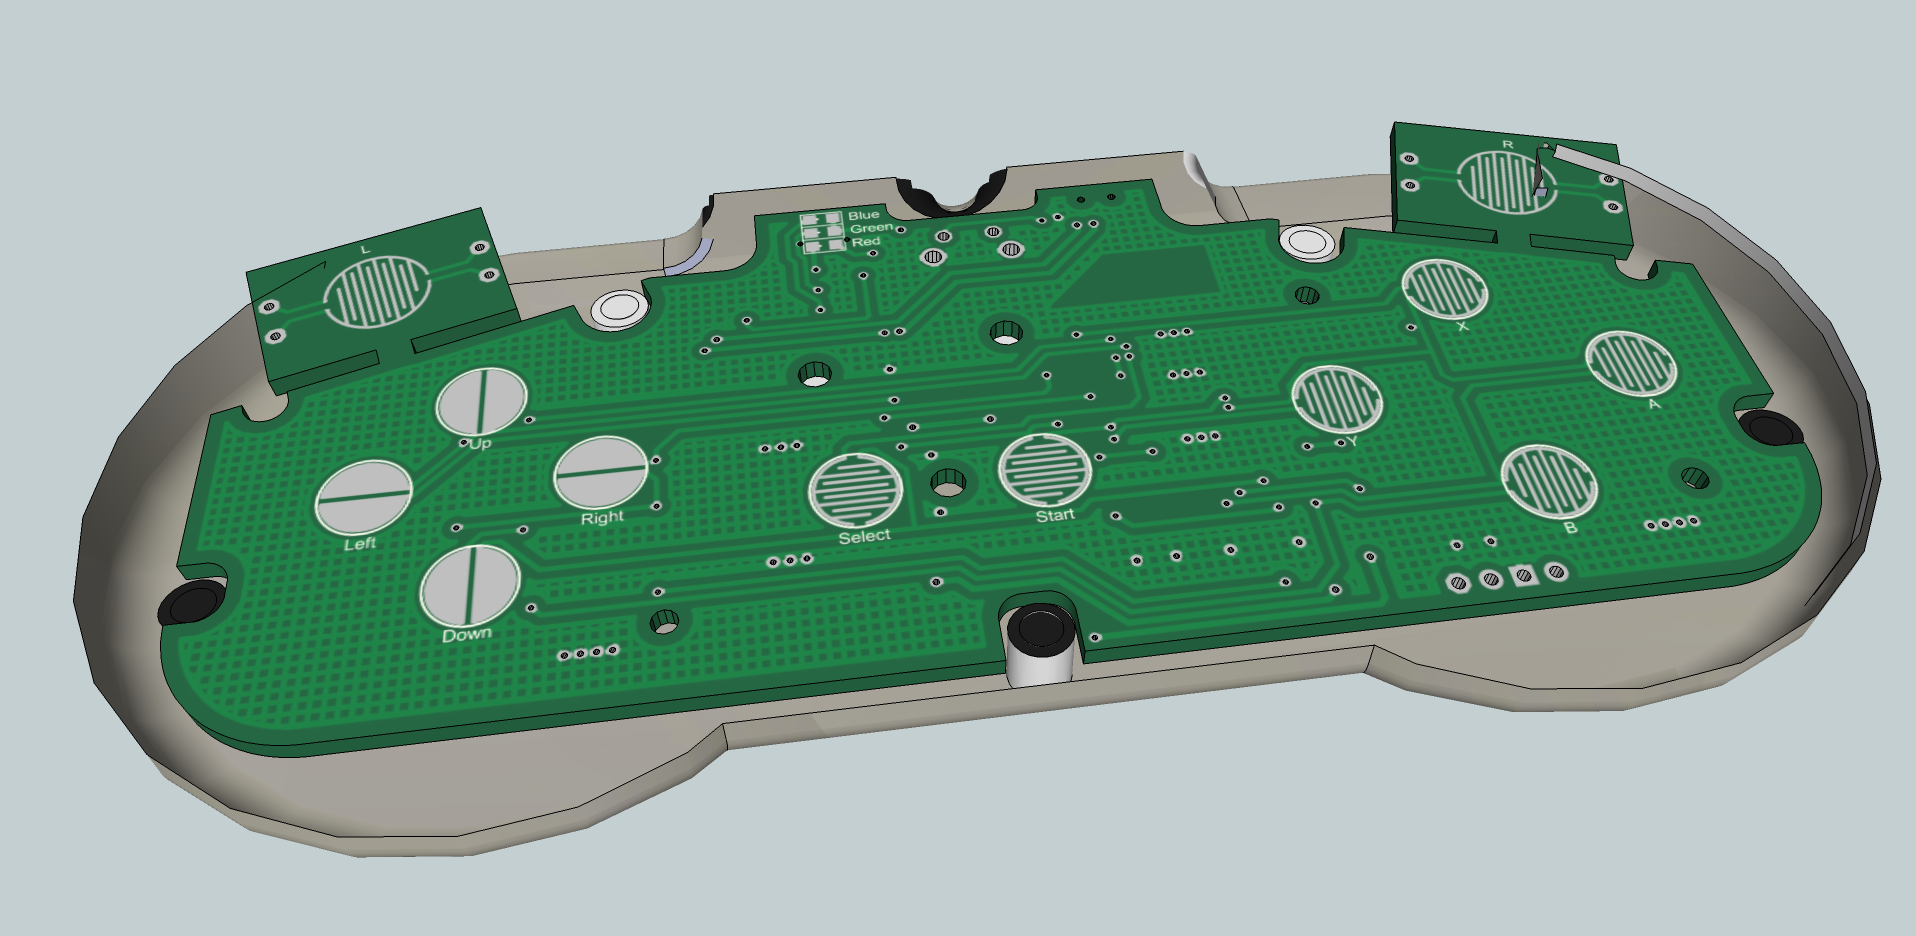 L
R
Blue
Green
Red
X
A
Up
Y
Right
Left
Select
Start
B
Down